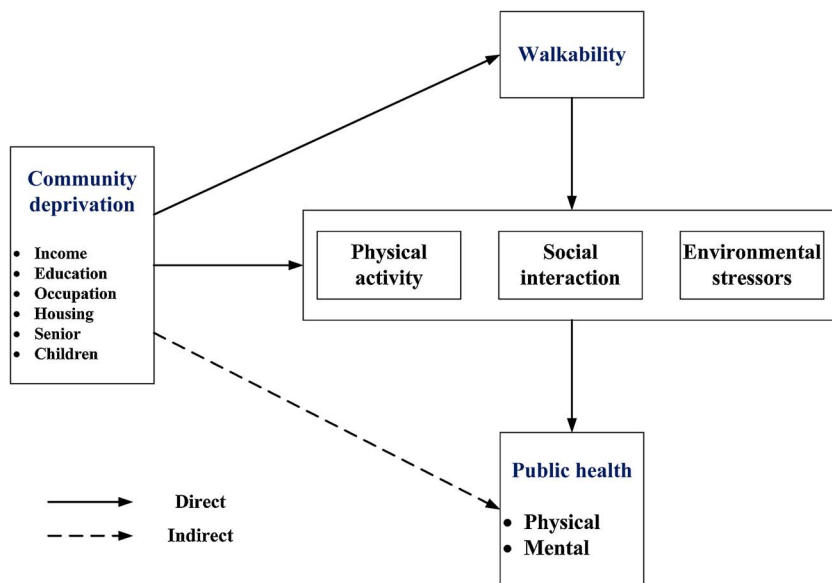 Walkability
Community
deprivation
• Income
• Education
• Occupation
• Housing
• Senior
• Children
Physical
activity
Social
interaction
Environmental
stressors
Public health
• Physical
• Mental
Direct
Indirect